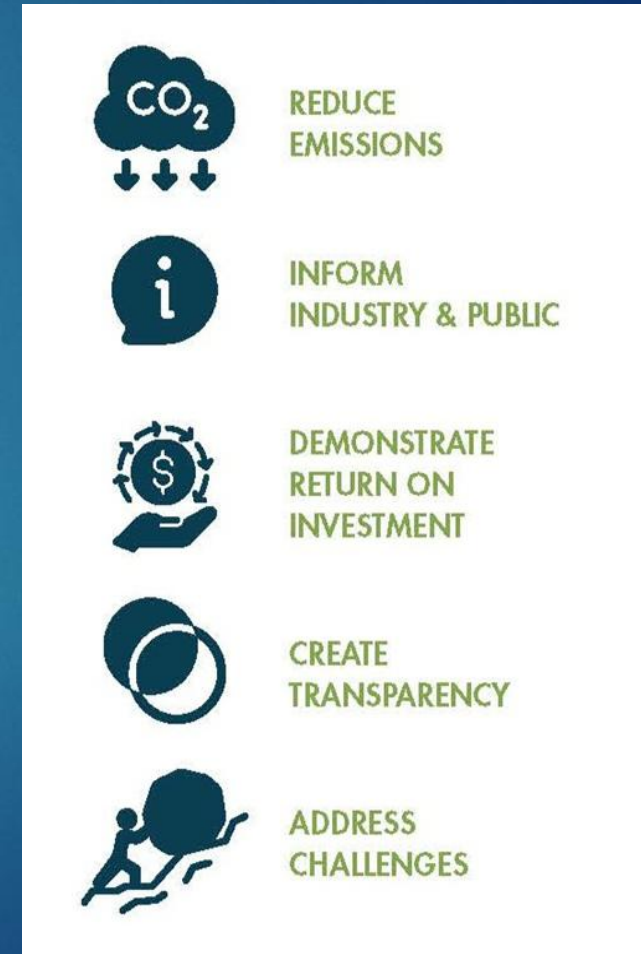 CO₂
REDUCE
EMISSIONS
i
INFORM
INDUSTRY & PUBLIC
$
DEMONSTRATE
RETURN ON
INVESTMENT
CREATE
TRANSPARENCY
ADDRESS
CHALLENGES